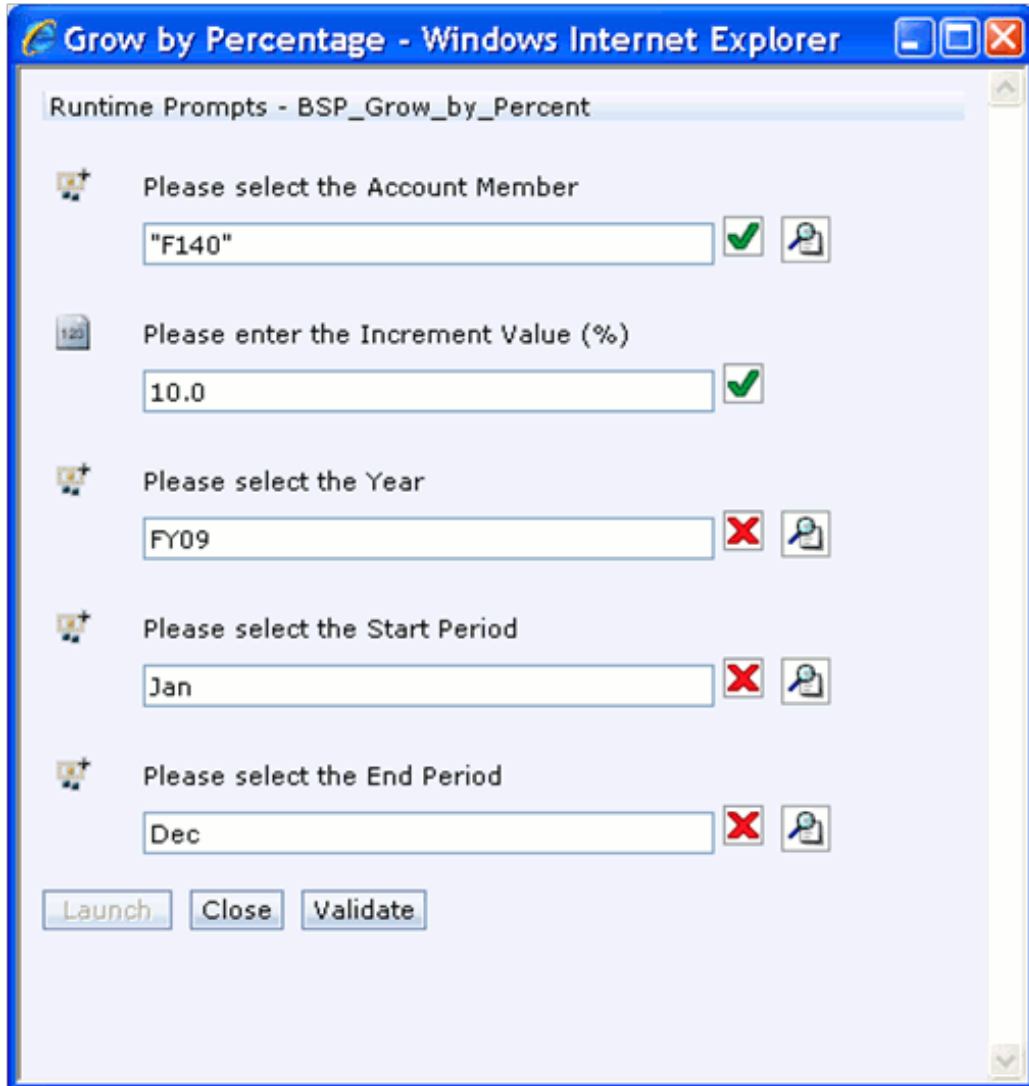 Grow by Percentage - Windows Internet Explorer
Runtime Prompts - BSP_Grow_by_Percent
Please select the Account Member
"F140"
123
Please enter the Increment Value (%)
10.0
Please select the Year
FY09
Please select the Start Period
Jan
Please select the End Period
Dec
Launch Close Validate